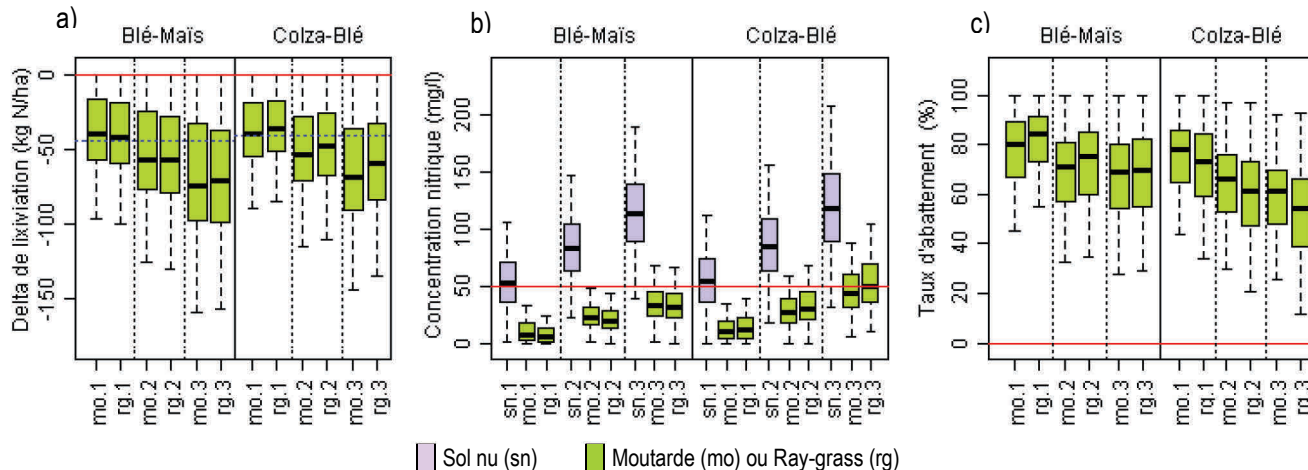 a)
Blé-Maïs Colza-Blé
Delta de lixiviation (kg N/ha)
0
-50
-100
-150
mo.1 rg.1 mo.2 rg.2 mo.3 rg.3 mo.1 rg.1 mo.2 rg.2 mo.3 rg.3
b)
Blé-Maïs Colza-Blé
Concentration nitrique (mg/l)
200
150
100
50
0
sn.1 mo.1 rg.1 sn.2 mo.2 rg.2 sn.3 mo.3 rg.3 sn.1 mo.1 rg.1 sn.2 mo.2 rg.2 sn.3 mo.3 rg.3
c)
Blé-Maïs Colza-Blé
Taux d'abattement (%)
100
80
60
40
20
0
mo.1 rg.1 mo.2 rg.2 mo.3 rg.3 mo.1 rg.1 mo.2 rg.2 mo.3 rg.3
Sol nu (sn) Moutarde (mo) ou Ray-grass (rg)